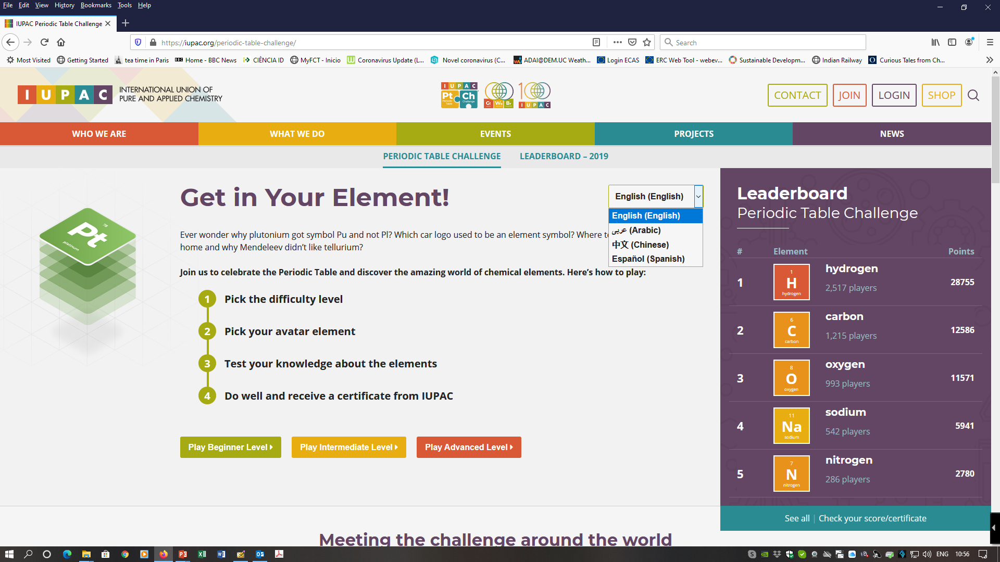 File Edit View History Bookmarks Tools Help
IUPAC Periodic Table Challenge
https://iupac.org/periodic-table-challenge/
Search
Most Visited Getting Started tea time in Paris BBC Home - BBC News CIÊNCIA ID MyFCT - Inicio Coronavirus Update (L... Novel coronavirus (C... ADAI@DEM.UC Weath... Login ECAS ERC Web Tool - webev... Sustainable Developm... Indian Railway Curious Tales from Ch...
IUPAC
INTERNATIONAL UNION OF
PURE AND APPLIED CHEMISTRY
IUPAC
Pt Ch
Periodic Table Challenge
Gl Wo Br
100
IUPAC
CONTACT JOIN LOGIN SHOP
WHO WE ARE WHAT WE DO EVENTS PROJECTS NEWS
PERIODIC TABLE CHALLENGE LEADERBOARD – 2019
Get in Your Element!
English (English)
English (English)
عربى (Arabic)
中文 (Chinese)
Español (Spanish)
78
Pt
platinum
Ever wonder why plutonium got symbol Pu and not Pl? Which car logo used to be an element symbol? Where
home and why Mendeleev didn’t like tellurium?
Join us to celebrate the Periodic Table and discover the amazing world of chemical elements. Here’s how to play:
1 Pick the difficulty level
2 Pick your avatar element
3 Test your knowledge about the elements
4 Do well and receive a certificate from IUPAC
Play Beginner Level Play Intermediate Level Play Advanced Level
Leaderboard
Periodic Table Challenge
# Element Points
1 1 H hydrogen hydrogen 2,517 players 28755
2 6 C carbon carbon 1,215 players 12586
3 8 O oxygen oxygen 993 players 11571
4 11 Na sodium sodium 542 players 5941
5 7 N nitrogen nitrogen 286 players 2780
See all | Check your score/certificate
Meeting the challenge around the world
ENG 10:56